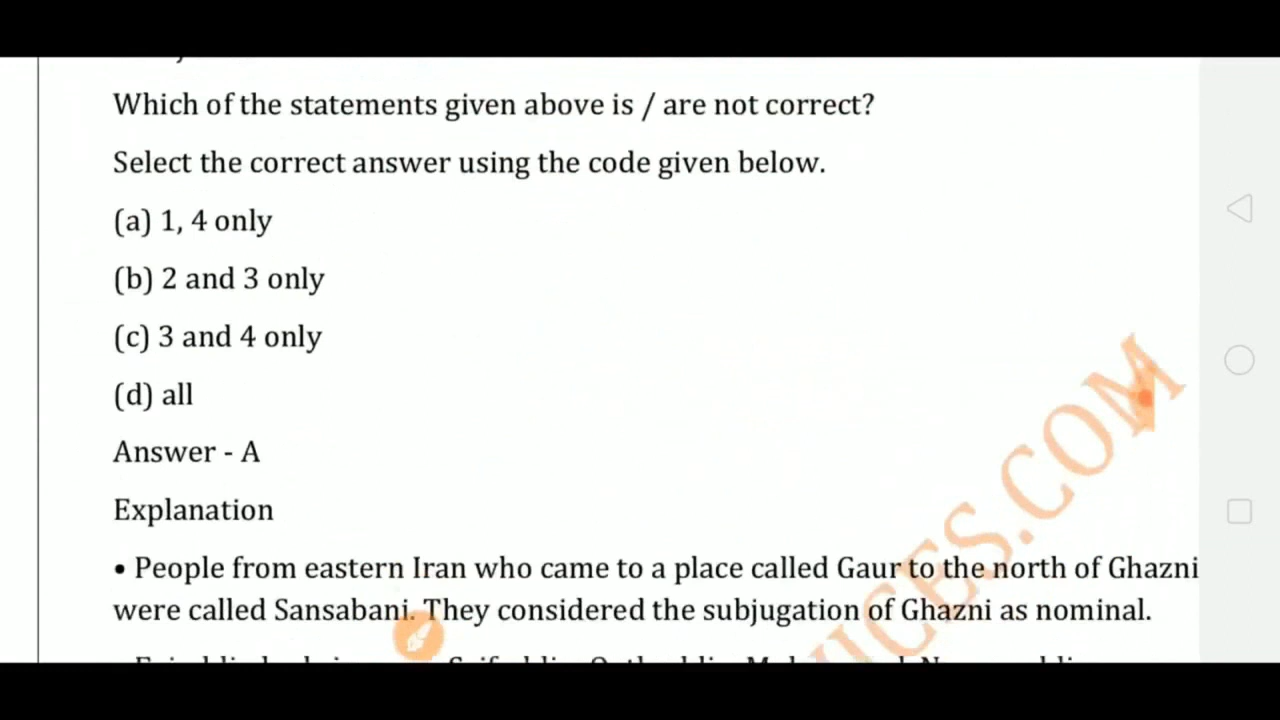 Which of the statements given above is / are not correct?
Select the correct answer using the code given below.
(a) 1, 4 only
(b) 2 and 3 only
(c) 3 and 4 only
(d) all
Answer - A
Explanation
• People from eastern Iran who came to a place called Gaur to the north of Ghazni
were called Sansabani. They considered the subjugation of Ghazni as nominal.
ICES.COM